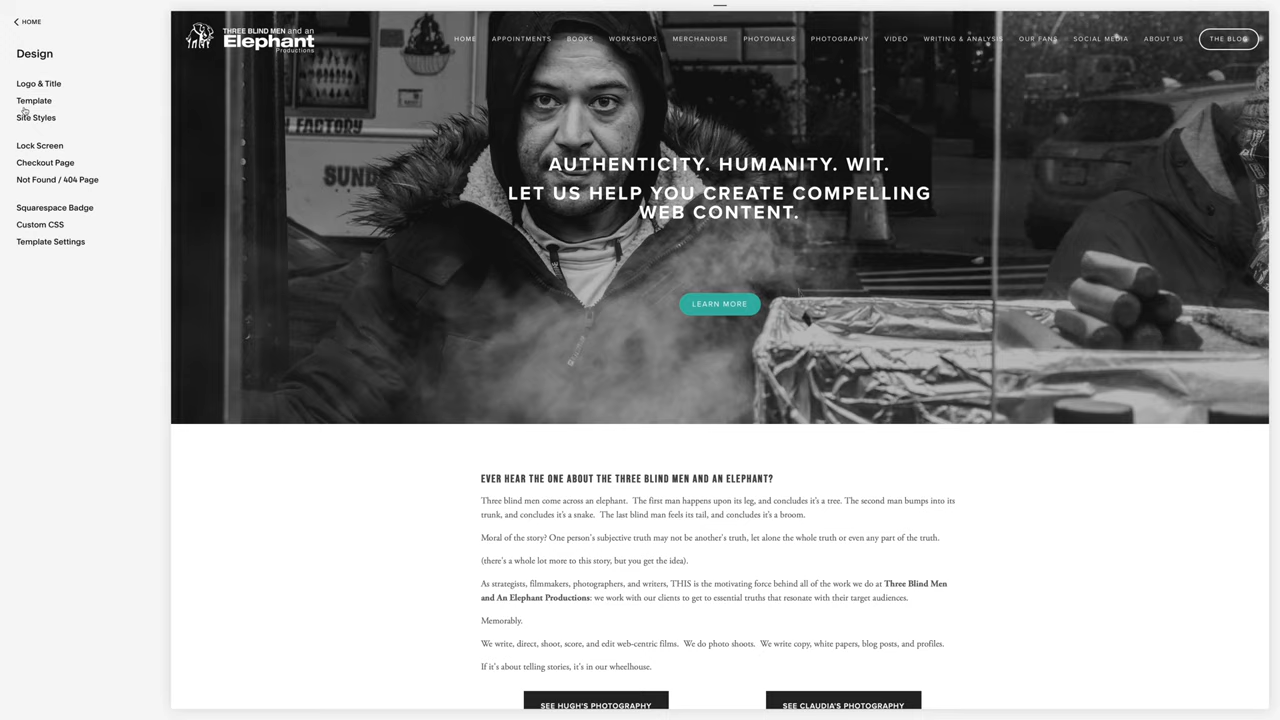 HOME
Design
Logo & Title
Template
Site Styles
Lock Screen
Checkout Page
Not Found / 404 Page
Squarespace Badge
Custom CSS
Template Settings
THREE BLIND MEN and an
Elephant
Productions
HOME APPOINTMENTS BOOKS WORKSHOPS MERCHANDISE PHOTOWALKS PHOTOGRAPHY VIDEO WRITING & ANALYSIS OUR FANS SOCIAL MEDIA ABOUT US THE BLOG
FACTORY
SUND
AUTHENTICITY. HUMANITY. WIT.
LET US HELP YOU CREATE COMPELLING
WEB CONTENT.
LEARN MORE
EVER HEAR THE ONE ABOUT THE THREE BLIND MEN AND AN ELEPHANT?
Three blind men come across an elephant.  The first man happens upon its leg, and concludes it's a tree. The second man bumps into its
trunk, and concludes it's a snake.  The last blind man feels its tail, and concludes it's a broom.
Moral of the story? One person's subjective truth may not be another's truth, let alone the whole truth or even any part of the truth.
(there's a whole lot more to this story, but you get the idea).
As strategists, filmmakers, photographers, and writers, THIS is the motivating force behind all of the work we do at Three Blind Men
and An Elephant Productions: we work with our clients to get to essential truths that resonate with their target audiences.
Memorably.
We write, direct, shoot, score, and edit web-centric films.  We do photo shoots.  We write copy, white papers, blog posts, and profiles.
If it's about telling stories, it's in our wheelhouse.
SEE HUGH'S PHOTOGRAPHY SEE CLAUDIA'S PHOTOGRAPHY